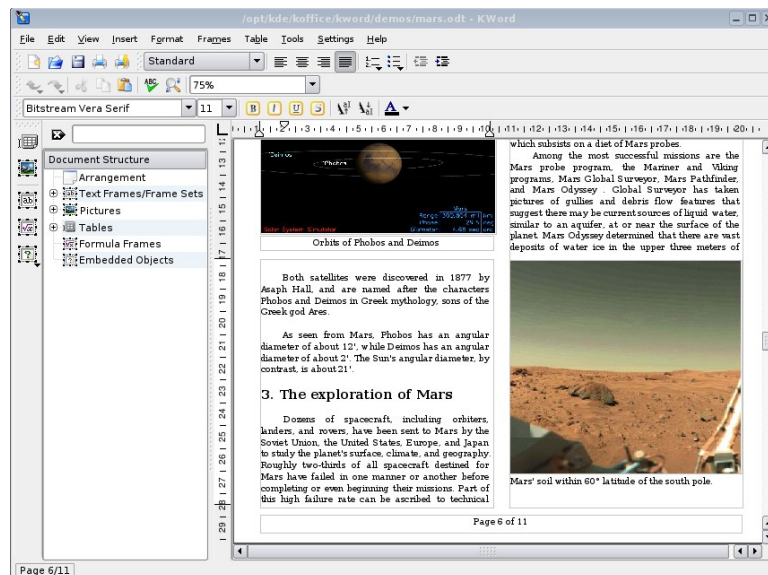 /opt/kde/koffice/kword/demos/mars.odt - KWord
File Edit View Insert Format Frames Table Tools Settings Help
Standard
75%
Bitstream Vera Serif 11
Document Structure
Arrangement
Text Frames/Frame Sets
Pictures
Tables
Formula Frames
Embedded Objects
Deimos
Phobos
Mars
Solar System Simulator
Orbits of Phobos and Deimos
Both satellites were discovered in 1877 by
Asaph Hall, and are named after the characters
Phobos and Deimos in Greek mythology, sons of the
Greek god Ares.
As seen from Mars, Phobos has an angular
diameter of about 12', while Deimos has an angular
diameter of about 2'. The Sun's angular diameter, by
contrast, is about 21'.
3. The exploration of Mars
Dozens of spacecraft, including orbiters,
landers, and rovers, have been sent to Mars by the
Soviet Union, the United States, Europe, and Japan
to study the planet's surface, climate, and geography.
Roughly two-thirds of all spacecraft destined for
Mars have failed in one manner or another before
completing or even beginning their missions. Part of
this high failure rate can be ascribed to technical
which subsists on a diet of Mars probes.
Among the most successful missions are the
Mars probe program, the Mariner and Viking
programs, Mars Global Surveyor, Mars Pathfinder,
and Mars Odyssey . Global Surveyor has taken
pictures of gullies and debris flow features that
suggest there may be current sources of liquid water,
similar to an aquifer, at or near the surface of the
planet. Mars Odyssey determined that there are vast
deposits of water ice in the upper three meters of
Mars' soil within 60° latitude of the south pole.
Page 6 of 11
Page 6/11